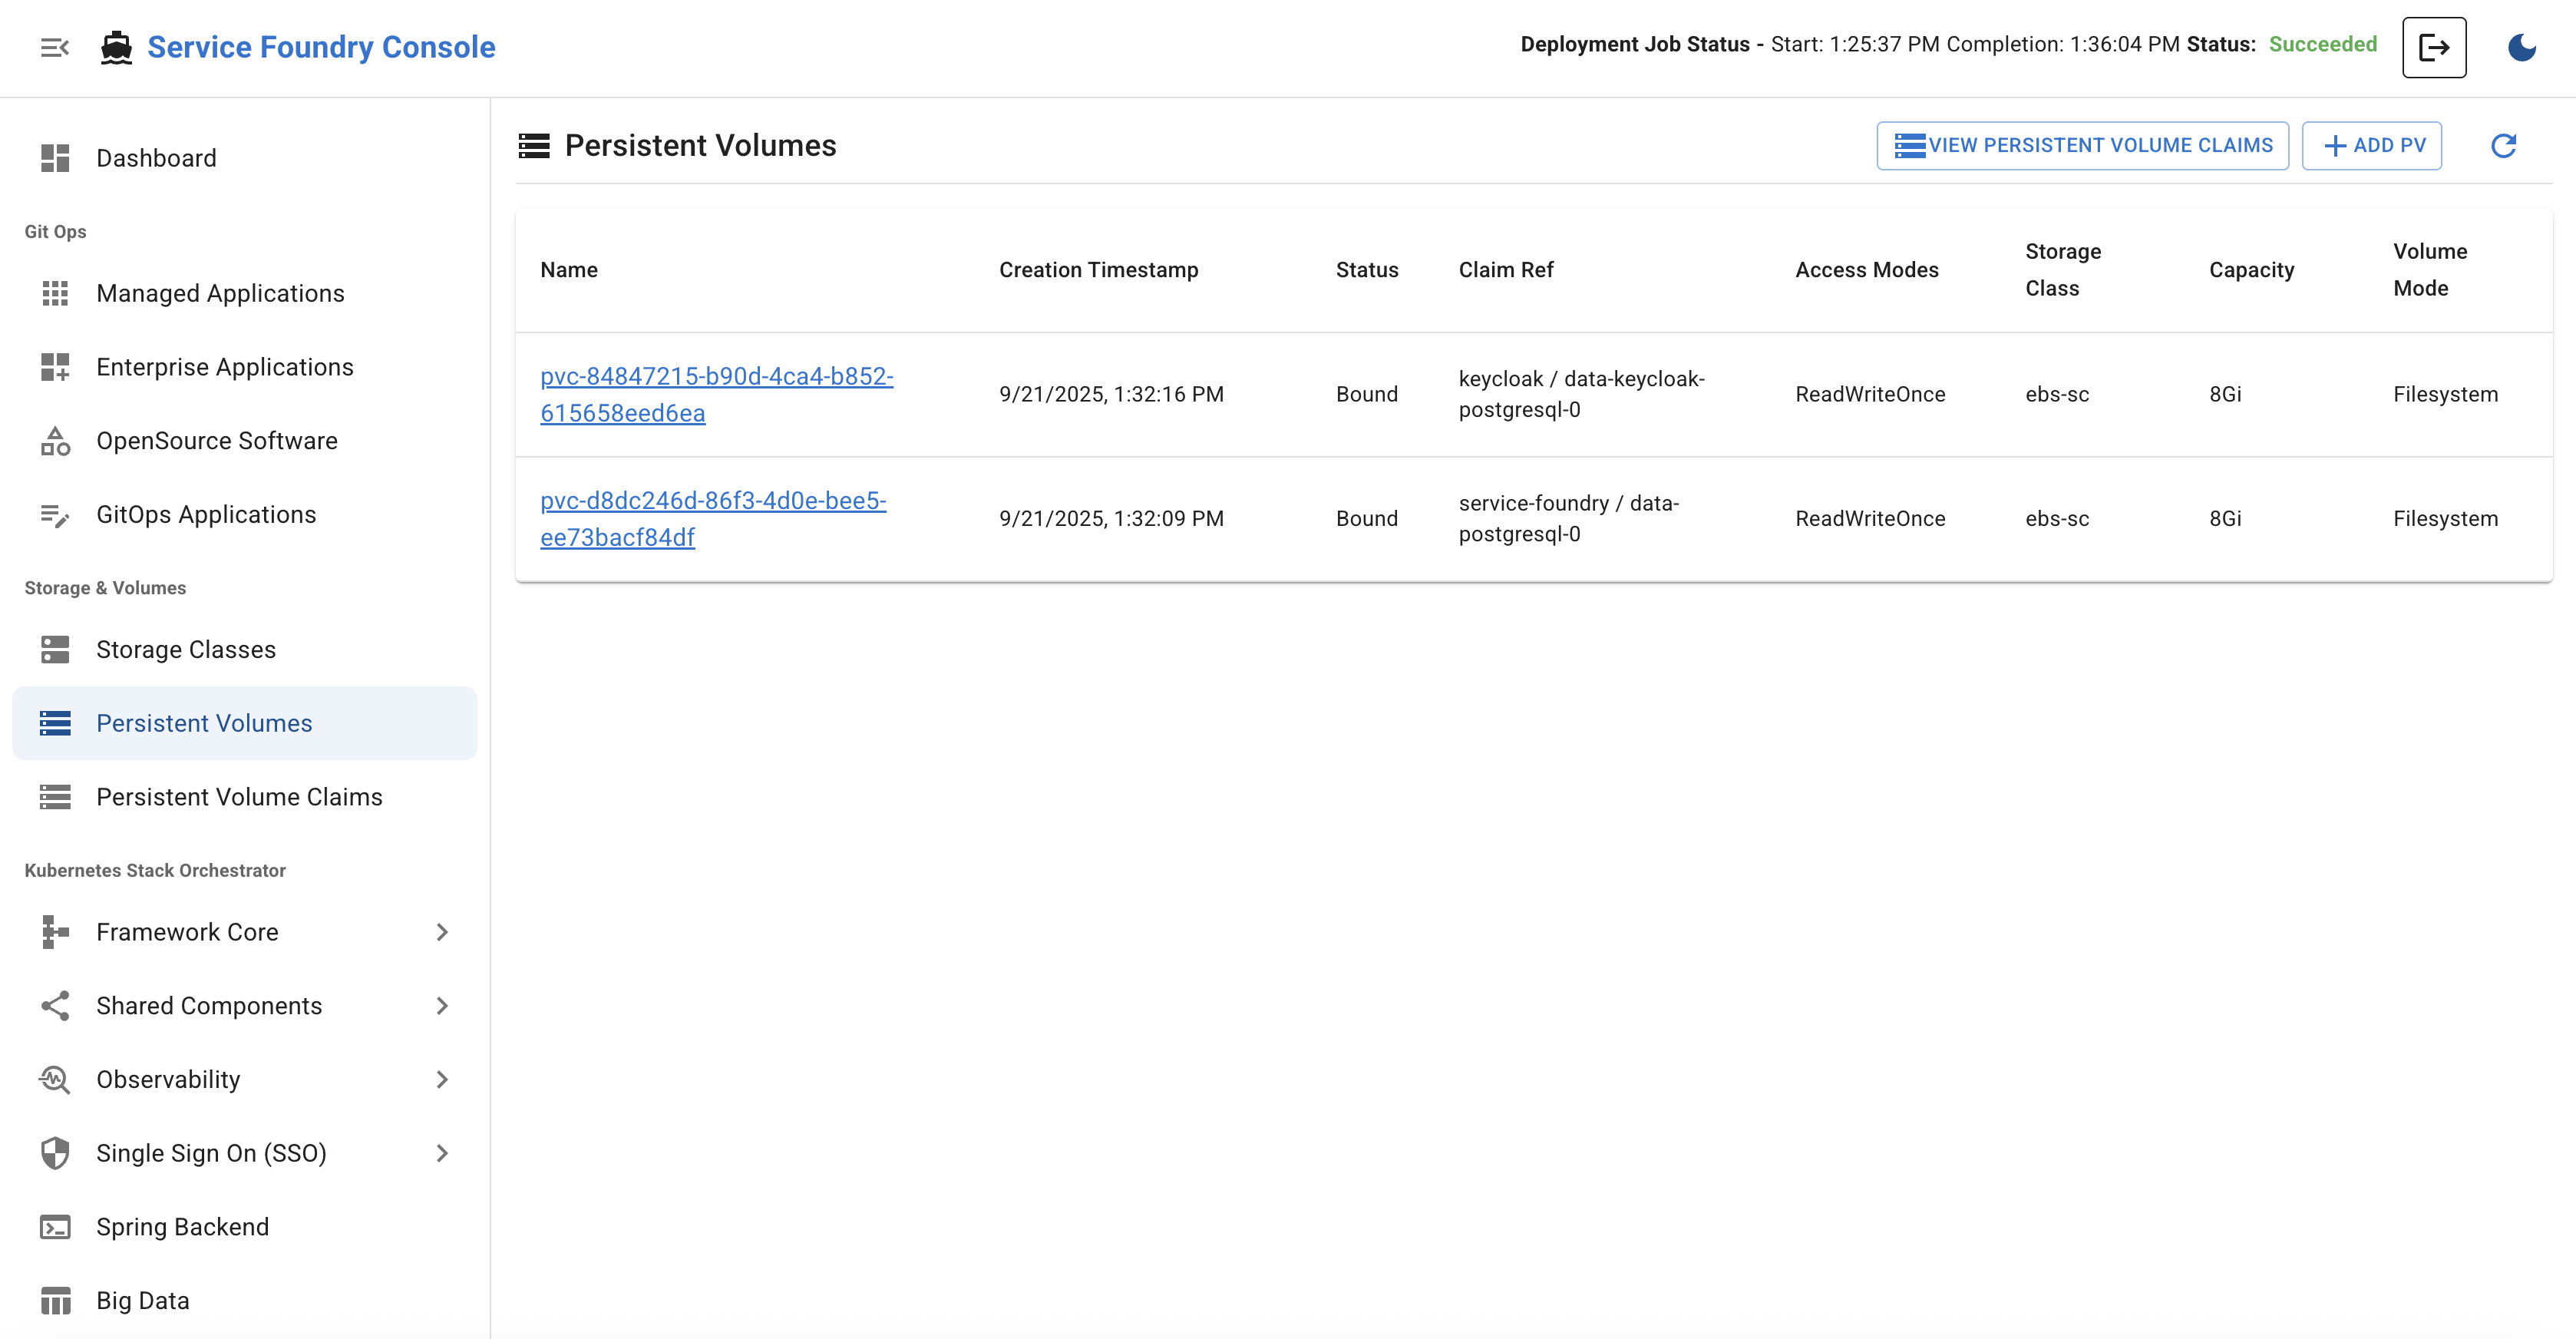 Service Foundry Console
Deployment Job Status - Start: 1:25:37 PM Completion: 1:36:04 PM Status: Succeeded
Dashboard
Git Ops
Managed Applications
Enterprise Applications
OpenSource Software
GitOps Applications
Storage & Volumes
Storage Classes
Persistent Volumes
Persistent Volume Claims
Kubernetes Stack Orchestrator
Framework Core
Shared Components
Observability
Single Sign On (SSO)
Spring Backend
Big Data
Persistent Volumes
VIEW PERSISTENT VOLUME CLAIMS
ADD PV
Name
Creation Timestamp
Status
Claim Ref
Access Modes
Storage
Class
Capacity
Volume
Mode
pvc-84847215-b90d-4ca4-b852-
615658eed6ea
9/21/2025, 1:32:16 PM
Bound
keycloak / data-keycloak-
postgresql-0
ReadWriteOnce
ebs-sc
8Gi
Filesystem
pvc-d8dc246d-86f3-4d0e-bee5-
ee73bacf84df
9/21/2025, 1:32:09 PM
Bound
service-foundry / data-
postgresql-0
ReadWriteOnce
ebs-sc
8Gi
Filesystem